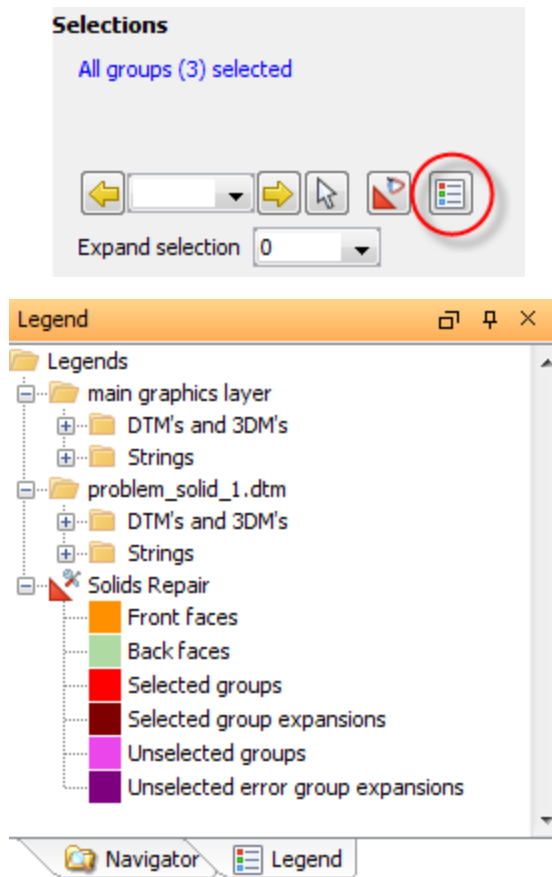 Selections
All groups (3) selected
Expand selection 0
Legend
Legends
main graphics layer
DTM's and 3DM's
Strings
problem_solid_1.dtm
DTM's and 3DM's
Strings
Solids Repair
Front faces
Back faces
Selected groups
Selected group expansions
Unselected groups
Unselected error group expansions
Navigator Legend